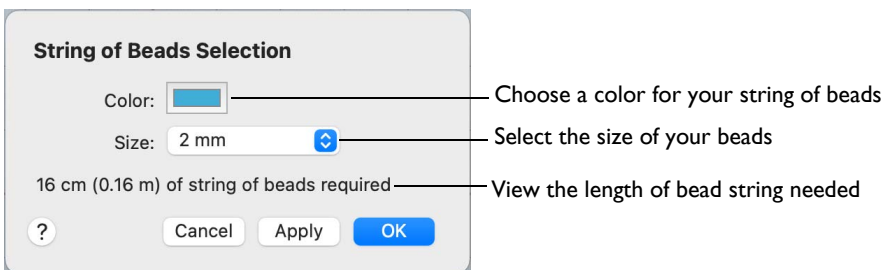 String of Beads Selection
Color: Choose a color for your string of beads
Size: 2 mm Select the size of your beads
16 cm (0.16 m) of string of beads required View the length of bead string needed
? Cancel Apply OK